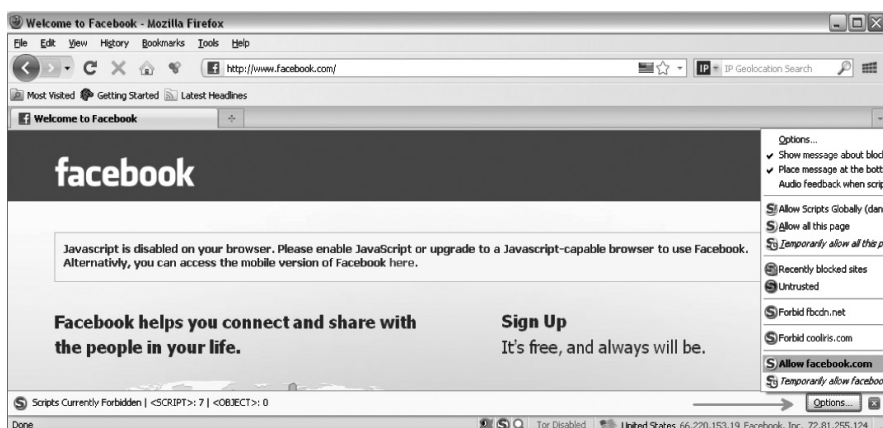 Welcome to Facebook - Mozilla Firefox
File Edit View History Bookmarks Tools Help
http://www.facebook.com/
IP IP Geolocation Search
Most Visited Getting Started Latest Headlines
Welcome to Facebook
facebook
Javascript is disabled on your browser. Please enable JavaScript or upgrade to a Javascript-capable browser to use Facebook.
Alternativly, you can access the mobile version of Facebook here.
Facebook helps you connect and share with
the people in your life.
Sign Up
It's free, and always will be.
Options...
Show message about block
Place message at the bott
Audio feedback when scrip
Allow Scripts Globally (dan
Allow all this page
Temporarily allow all this p
Recently blocked sites
Untrusted
Forbid fbcdn.net
Forbid cooliris.com
Allow facebook.com
Temporarily allow faceboo
Scripts Currently Forbidden | <SCRIPT>: 7 | <OBJECT>: 0
Options...
Done
Tor Disabled
United States 66.220.153.19 Facebook, Inc. 72.81.255.124